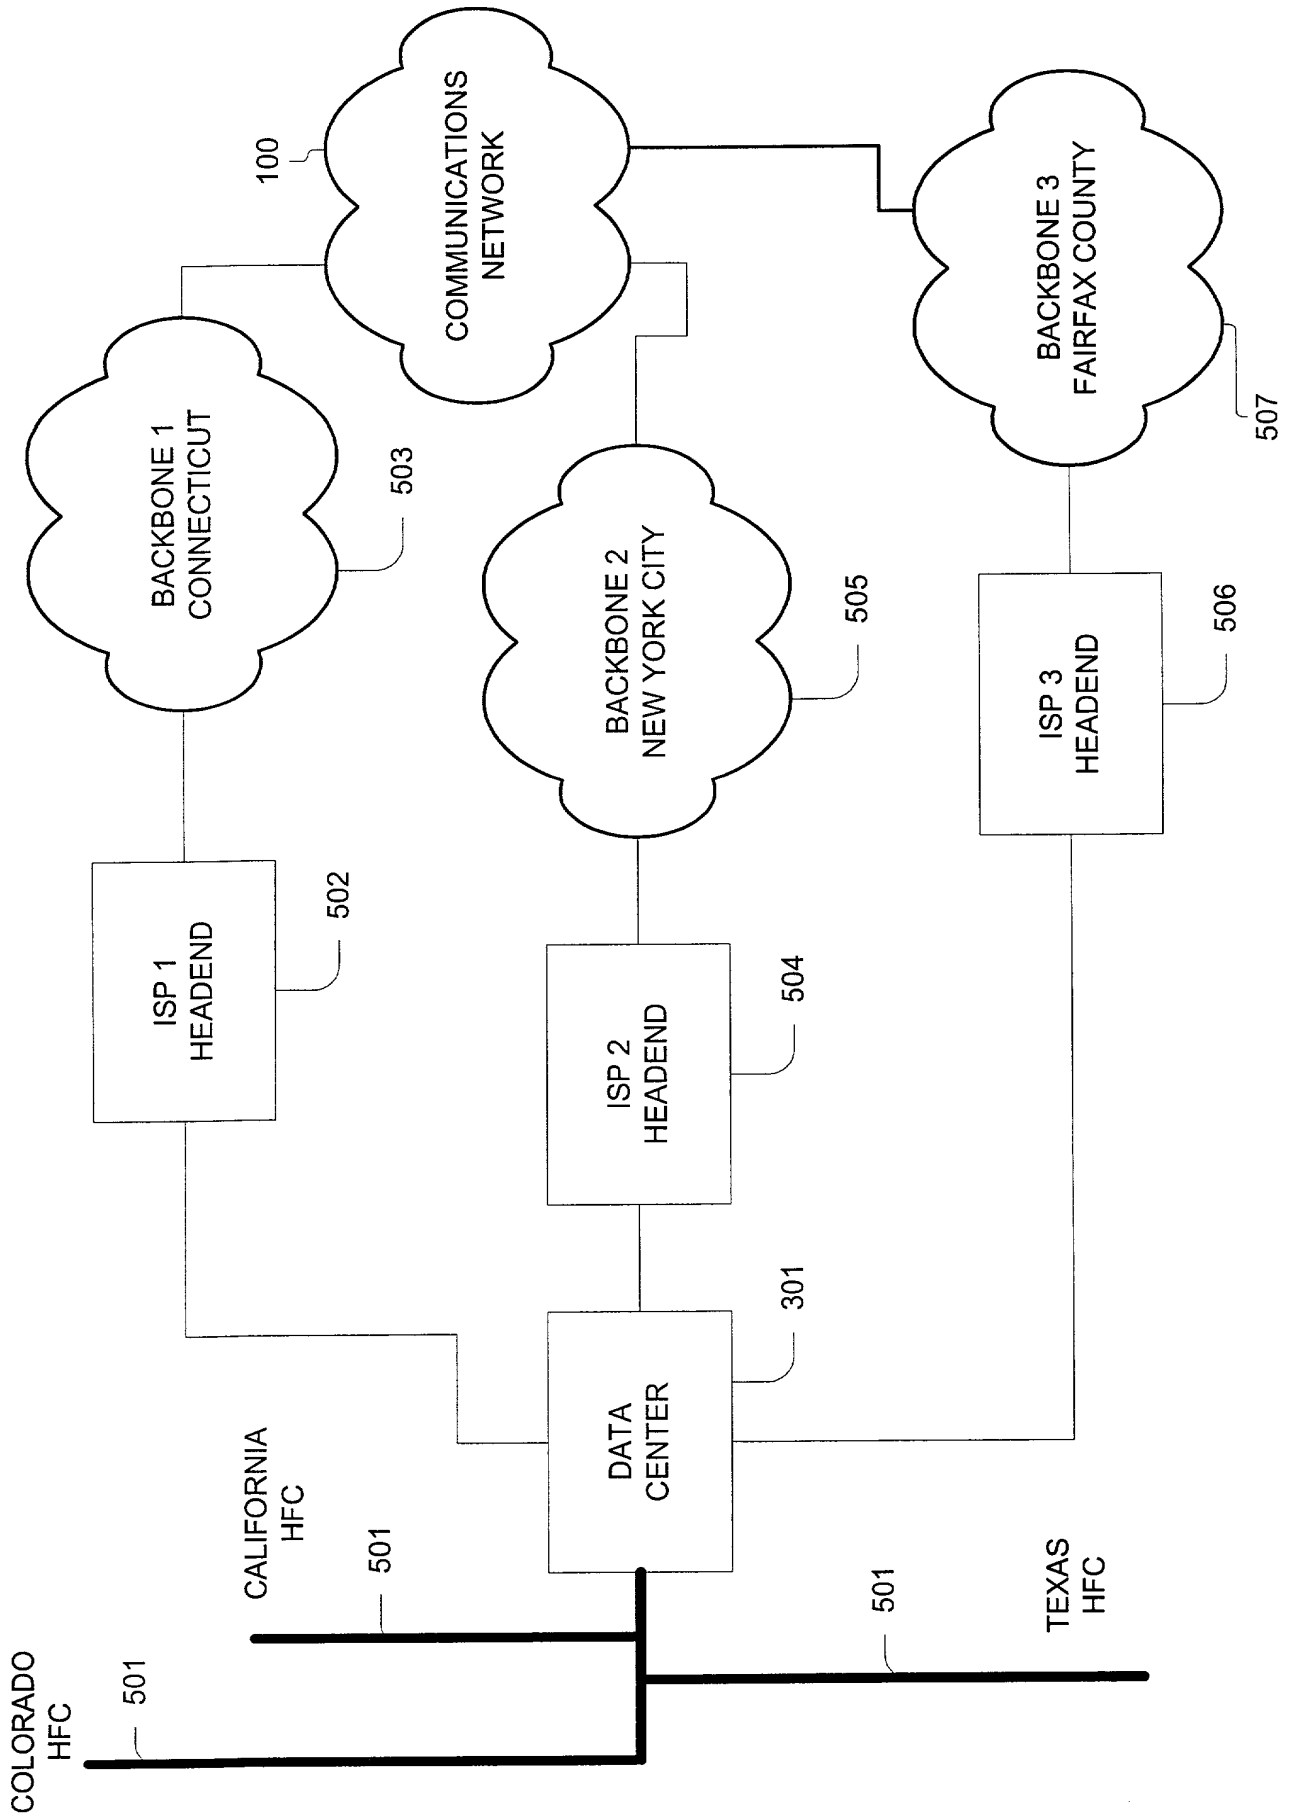 COLORADO
HFC
501
CALIFORNIA
HFC
501
TEXAS
HFC
501
DATA
CENTER
301
ISP 1
HEADEND
502
ISP 2
HEADEND
504
ISP 3
HEADEND
506
BACKBONE 1
CONNECTICUT
503
BACKBONE 2
NEW YORK CITY
505
BACKBONE 3
FAIRFAX COUNTY
507
COMMUNICATIONS
NETWORK
100